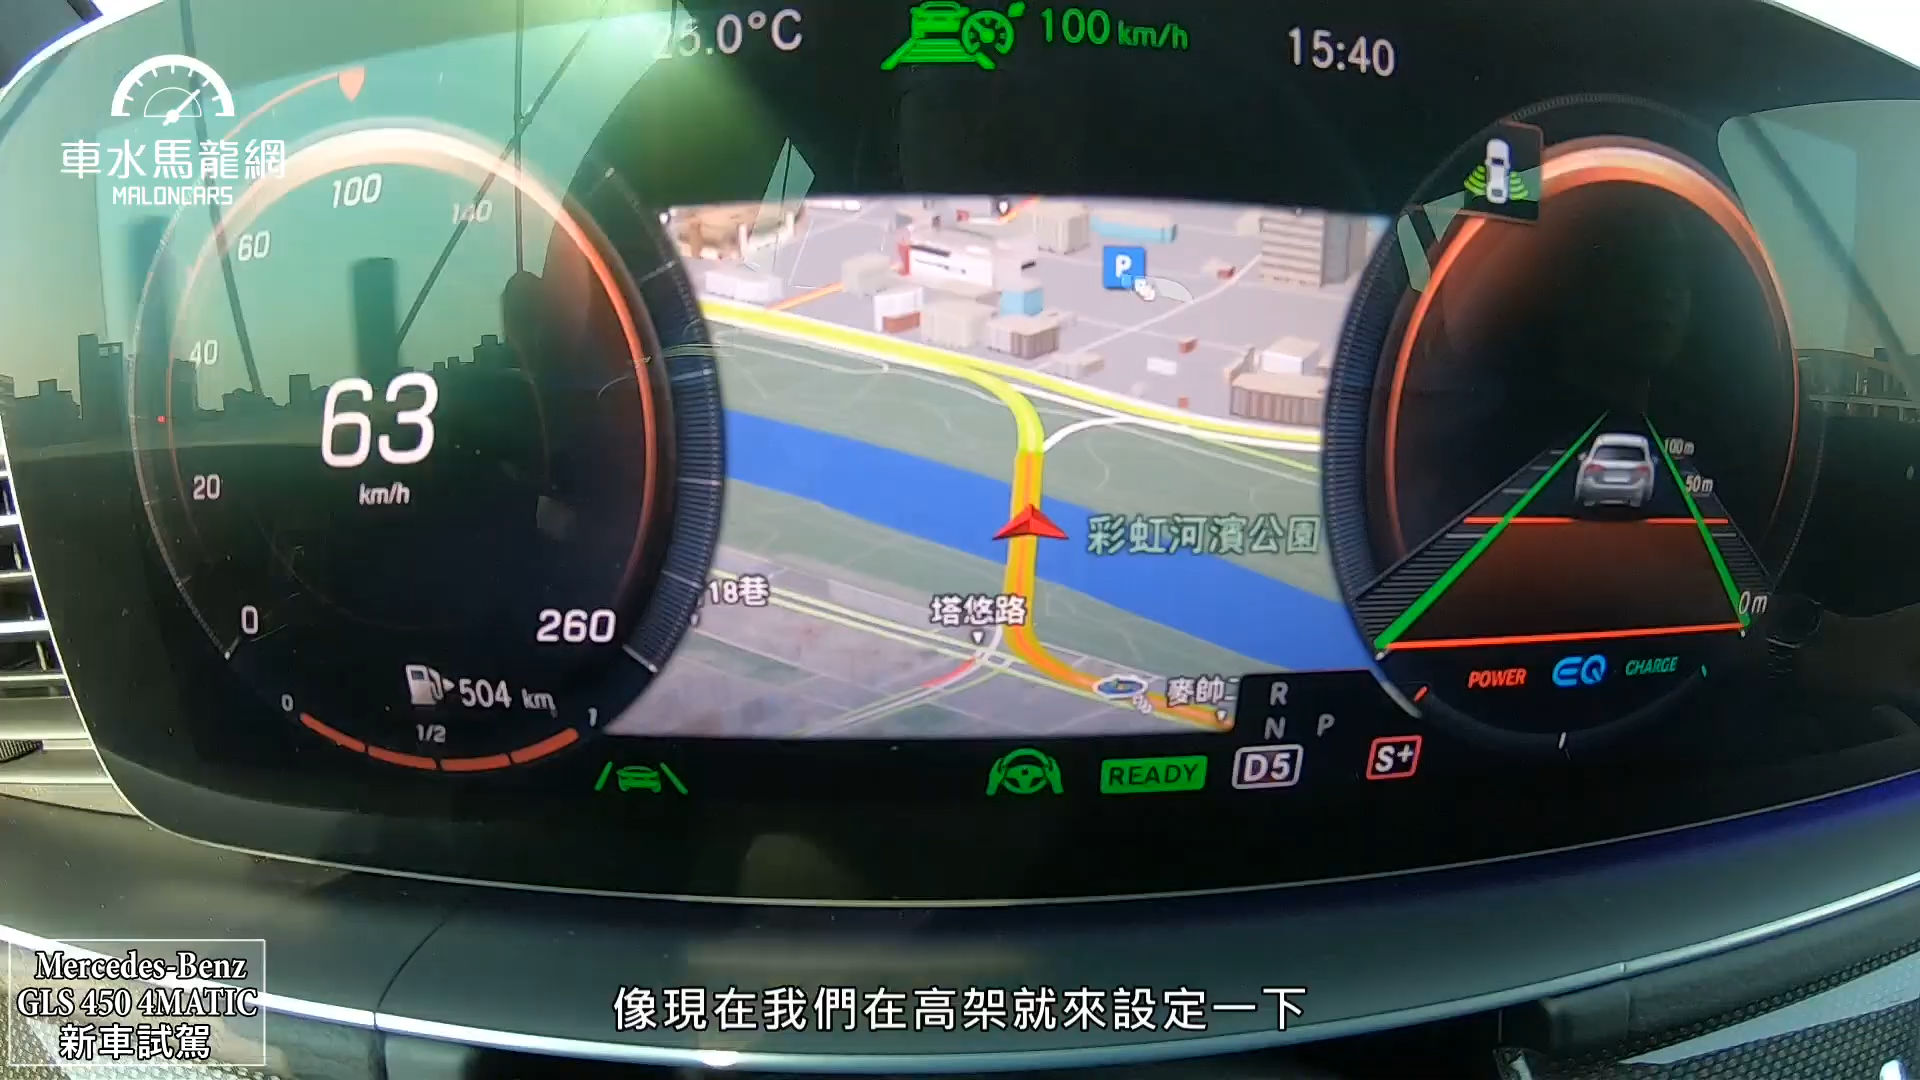 車水馬龍網
MALONCARS
.0°C
100 km/h
15:40
100
140
60
40
20
0
63
km/h
260
504 km
0
1/2
1
P
彩虹河濱公園
18巷
塔悠路
麥帥
100m
50m
0m
POWER
EQ
CHARGE
R
N
P
D5
S+
READY
像現在我們在高架就來設定一下
Mercedes-Benz
GLS 450 4MATIC
新車試駕